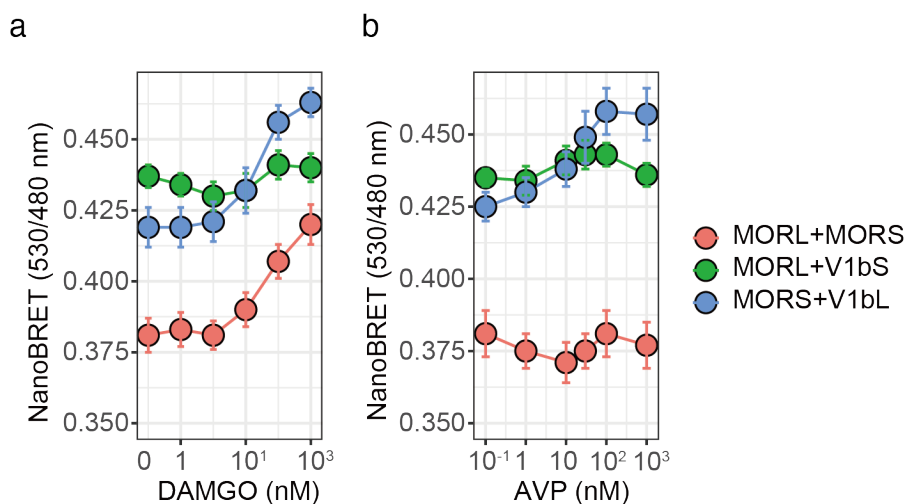 a
NanoBRET (530/480 nm)
0.450
0.425
0.400
0.375
0.350
0 1 10¹ 10³
DAMGO (nM)
b
NanoBRET (530/480 nm)
0.450
0.425
0.400
0.375
0.350
10⁻¹ 1 10 10² 10³
AVP (nM)
MORL+MORS
MORL+V1bS
MORS+V1bL